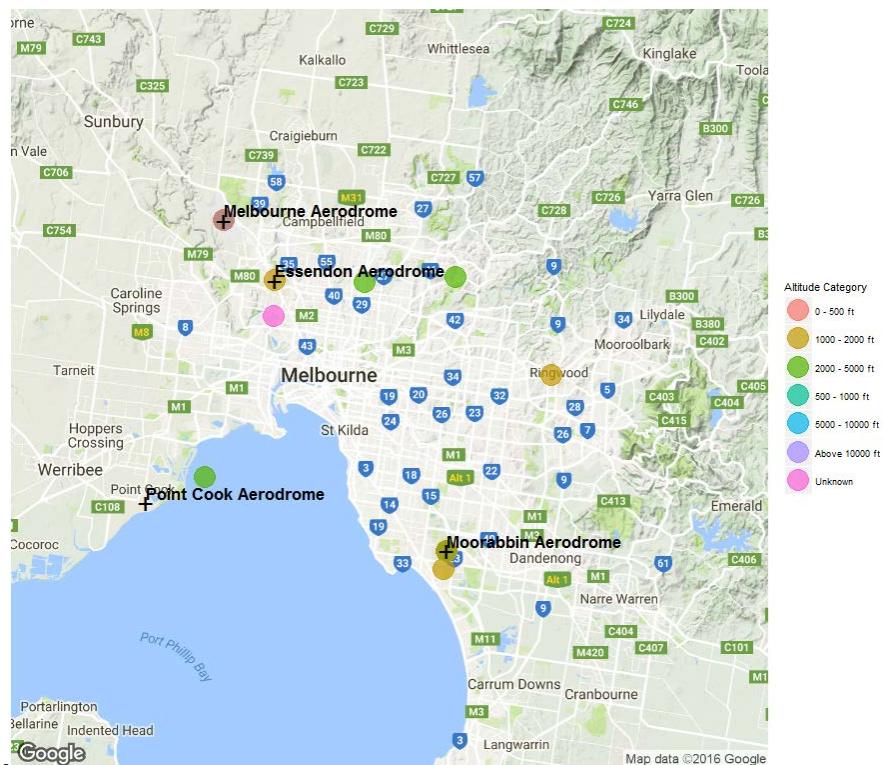 orne
M79
C743
C729
Whittlesea
C724
Kinglake
Kalkallo
C723
Toola
C325
C746
Sunbury
Craigieburn
B300
n Vale
C739
C722
C706
58
C727
57
Yarra Glen
C726
C726
39
M31
27
Melbourne Aerodrome
Campbellfield
C728
C754
M80
M79
35
55
9
Essendon Aerodrome
M80
Caroline
Springs
40
29
B300
Lilydale
M2
42
9
34
B380
M8
8
Mooroolbark
C402
43
M3
Tarneit
Melbourne
34
Ringwood
M1
19
20
32
5
C403
C405
C404
M1
26
23
28
C415
Hoppers
Crossing
St Kilda
24
26
7
M1
Werribee
3
18
Alt 1
22
9
Point Cook
Point Cook Aerodrome
C108
15
14
C413
Emerald
19
M1
M3
Cocoroc
Moorabbin Aerodrome
33
Dandenong
61
C406
Alt 1
M1
Narre Warren
9
C404
M11
C407
C101
M420
Port Phillip Bay
Carrum Downs
Cranbourne
Portarlington
Bellarine
Indented Head
M3
3
Langwarrin
Google
Map data ©2016 Google
Altitude Category
0 - 500 ft
1000 - 2000 ft
2000 - 5000 ft
500 - 1000 ft
5000 - 10000 ft
Above 10000 ft
Unknown